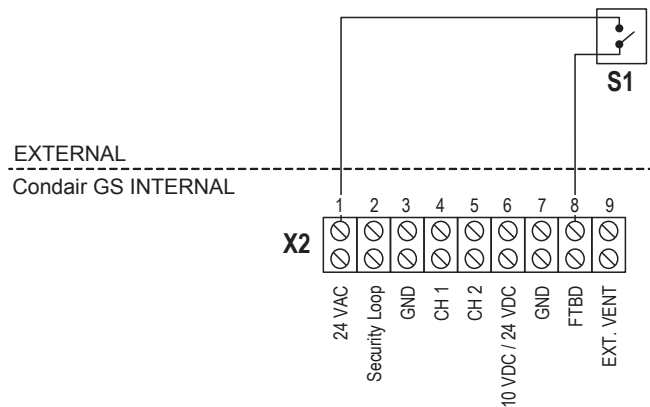 S1
EXTERNAL
Condair GS INTERNAL
1 2 3 4 5 6 7 8 9
X2
24 VAC
Security Loop
GND
CH 1
CH 2
10 VDC / 24 VDC
GND
FTBD
EXT. VENT